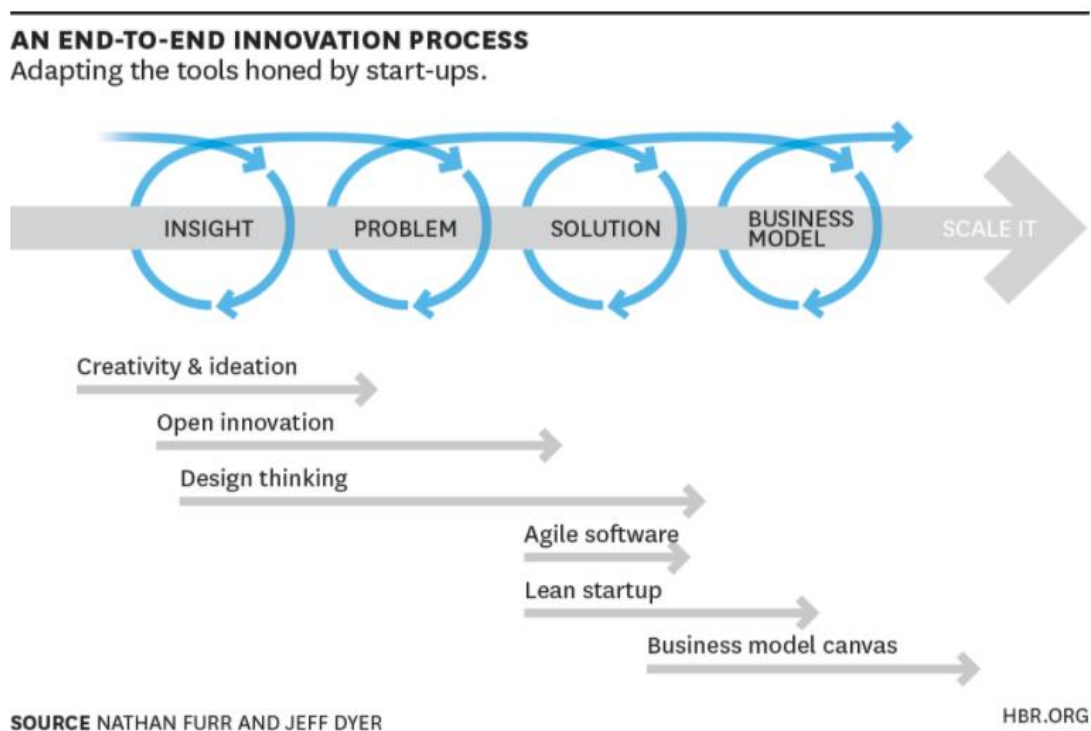 AN END-TO-END INNOVATION PROCESS
Adapting the tools honed by start-ups.
INSIGHT
PROBLEM
SOLUTION
BUSINESS
MODEL
SCALE IT
Creativity & ideation
Open innovation
Design thinking
Agile software
Lean startup
Business model canvas
SOURCE NATHAN FURR AND JEFF DYER
HBR.ORG